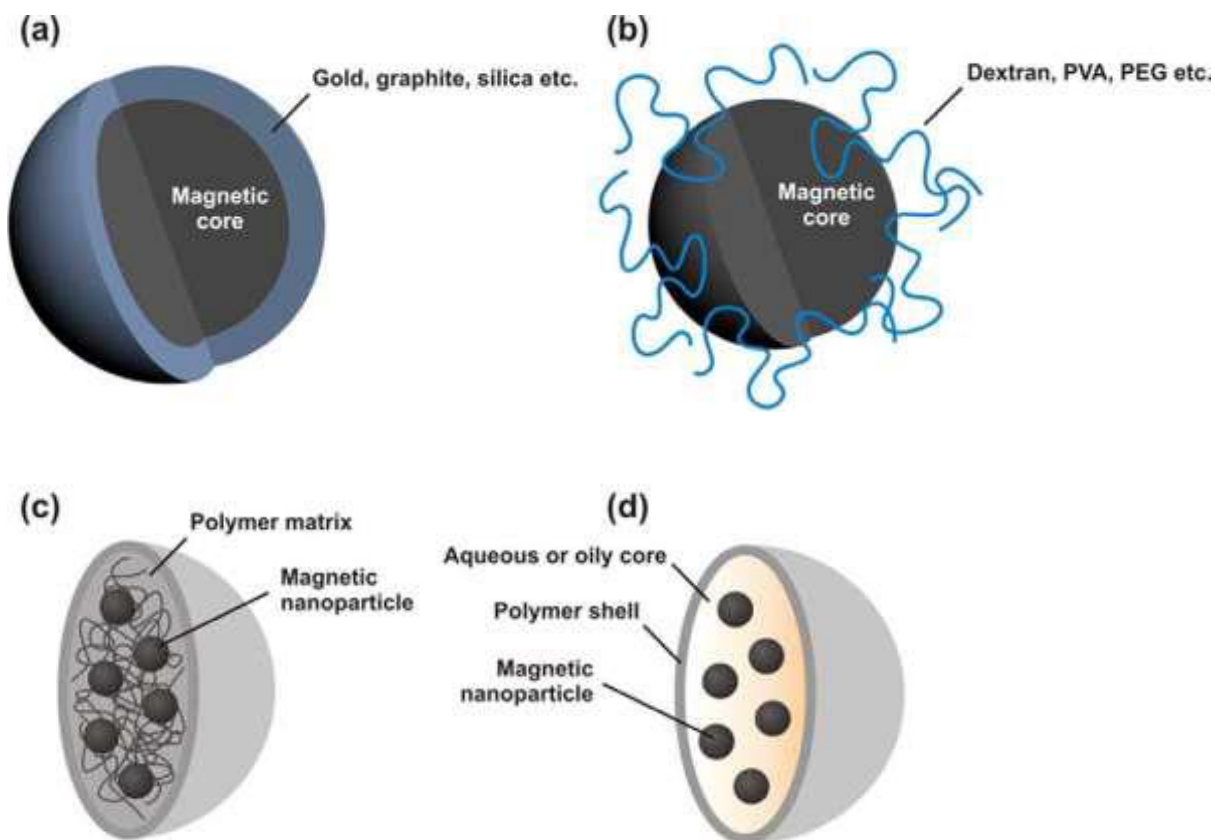 (a)
Gold, graphite, silica etc.
Magnetic
core
(b)
Dextran, PVA, PEG etc.
Magnetic
core
(c)
Polymer matrix
Magnetic
nanoparticle
(d)
Aqueous or oily core
Polymer shell
Magnetic
nanoparticle